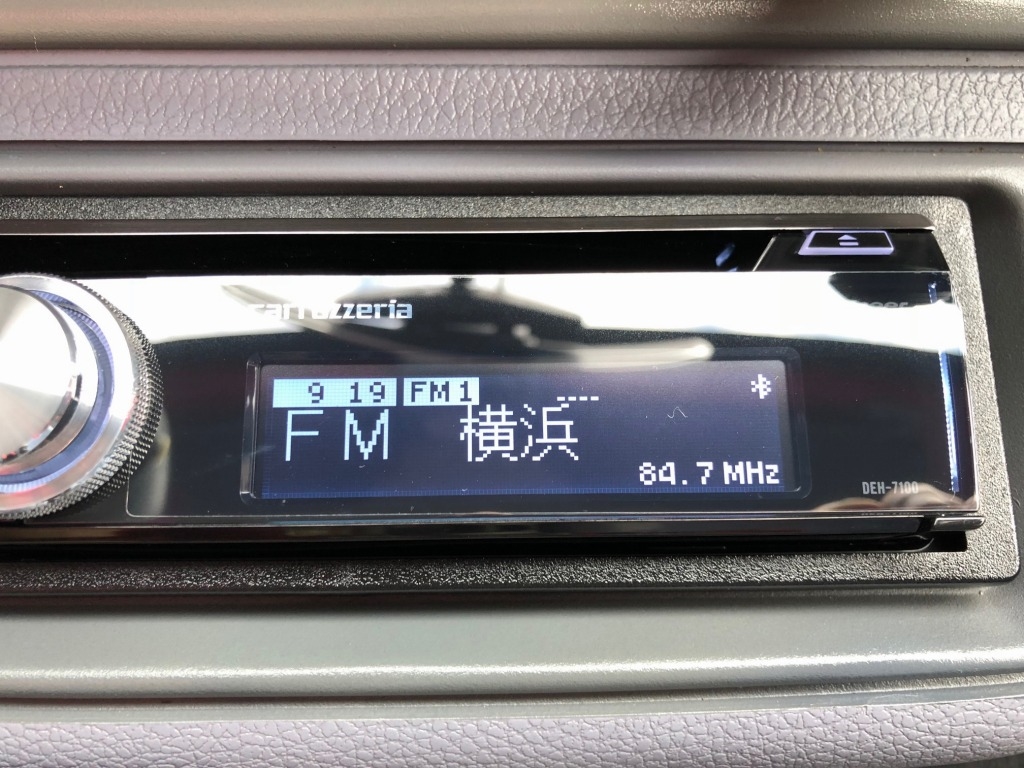 carrozzeria
9 19 FM1
FM 横浜
84.7 MHz
DEH-7100